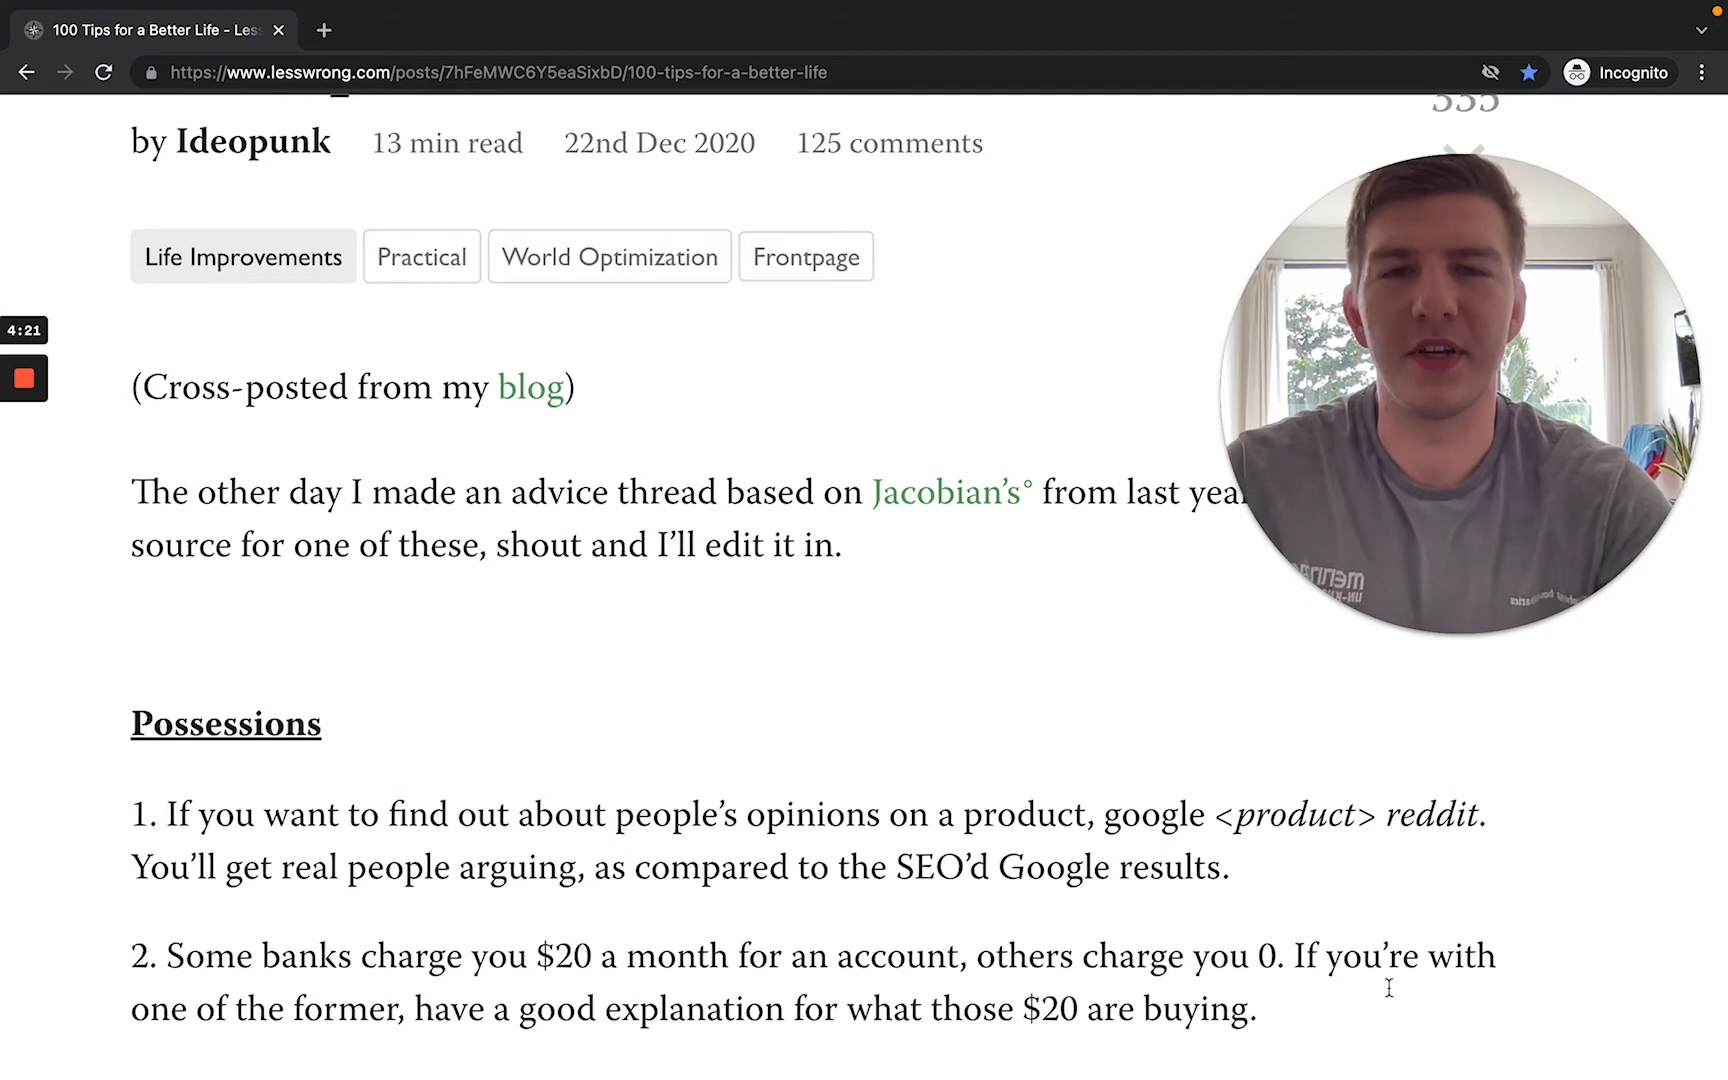 100 Tips for a Better Life - Less
https://www.lesswrong.com/posts/7hFeMWC6Y5eaSixbD/100-tips-for-a-better-life
Incognito
by Ideopunk 13 min read 22nd Dec 2020 125 comments
Life Improvements Practical World Optimization Frontpage
4:21
(Cross-posted from my blog)
The other day I made an advice thread based on Jacobian’s° from last
source for one of these, shout and I’ll edit it in.
Possessions
1. If you want to find out about people’s opinions on a product, google <product> reddit.
You’ll get real people arguing, as compared to the SEO’d Google results.
2. Some banks charge you $20 a month for an account, others charge you 0. If you’re with
one of the former, have a good explanation for what those $20 are buying.